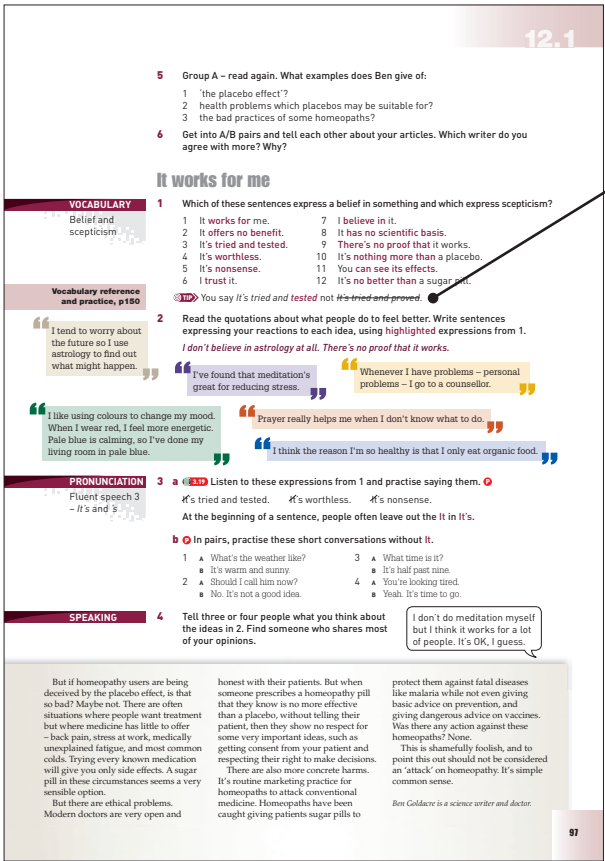 12.1
5 Group A – read again. What examples does Ben give of:
1 ‘the placebo effect’?
2 health problems which placebos may be suitable for?
3 the bad practices of some homeopaths?
6 Get into A/B pairs and tell each other about your articles. Which writer do you
agree with more? Why?
It works for me
VOCABULARY
Belief and
scepticism
1 Which of these sentences express a belief in something and which express scepticism?
1 It works for me.
2 It offers no benefit.
3 It's tried and tested.
4 It's worthless.
5 It's nonsense.
6 I trust it.
7 I believe in it.
8 It has no scientific basis.
9 There's no proof that it works.
10 It's nothing more than a placebo.
11 You can see its effects.
12 It's no better than a sugar pill.
Vocabulary reference
and practice, p150
TIP You say It's tried and tested not It's tried and proved.
2 Read the quotations about what people do to feel better. Write sentences
expressing your reactions to each idea, using highlighted expressions from 1.
I don't believe in astrology at all. There's no proof that it works.
I tend to worry about
the future so I use
astrology to find out
what might happen.
I've found that meditation's
great for reducing stress.
Whenever I have problems – personal
problems – I go to a counsellor.
I like using colours to change my mood.
When I wear red, I feel more energetic.
Pale blue is calming, so I've done my
living room in pale blue.
Prayer really helps me when I don't know what to do.
I think the reason I'm so healthy is that I only eat organic food.
PRONUNCIATION
Fluent speech 3
– It's and 's
3 a 3.19 Listen to these expressions from 1 and practise saying them. P
It's tried and tested. It's worthless. It's nonsense.
At the beginning of a sentence, people often leave out the It in It's.
b P In pairs, practise these short conversations without It.
1 A What's the weather like?
B It's warm and sunny.
2 A Should I call him now?
B No. It's not a good idea.
3 A What time is it?
B It's half past nine.
4 A You're looking tired.
B Yeah. It's time to go.
SPEAKING
4 Tell three or four people what you think about
the ideas in 2. Find someone who shares most
of your opinions.
I don't do meditation myself
but I think it works for a lot
of people. It's OK, I guess.
But if homeopathy users are being
deceived by the placebo effect, is that
so bad? Maybe not. There are often
situations where people want treatment
but where medicine has little to offer
– back pain, stress at work, medically
unexplained fatigue, and most common
colds. Trying every known medication
will give you only side effects. A sugar
pill in these circumstances seems a very
sensible option.
But there are ethical problems.
Modern doctors are very open and
honest with their patients. But when
someone prescribes a homeopathy pill
that they know is no more effective
than a placebo, without telling their
patient, then they show no respect for
some very important ideas, such as
getting consent from your patient and
respecting their right to make decisions.
There are also more concrete harms.
It's routine marketing practice for
homeopaths to attack conventional
medicine. Homeopaths have been
caught giving patients sugar pills to
protect them against fatal diseases
like malaria while not even giving
basic advice on prevention, and
giving dangerous advice on vaccines.
Was there any action against these
homeopaths? None.
This is shamefully foolish, and to
point this out should not be considered
an ‘attack’ on homeopathy. It's simple
common sense.
Ben Goldacre is a science writer and doctor.
97